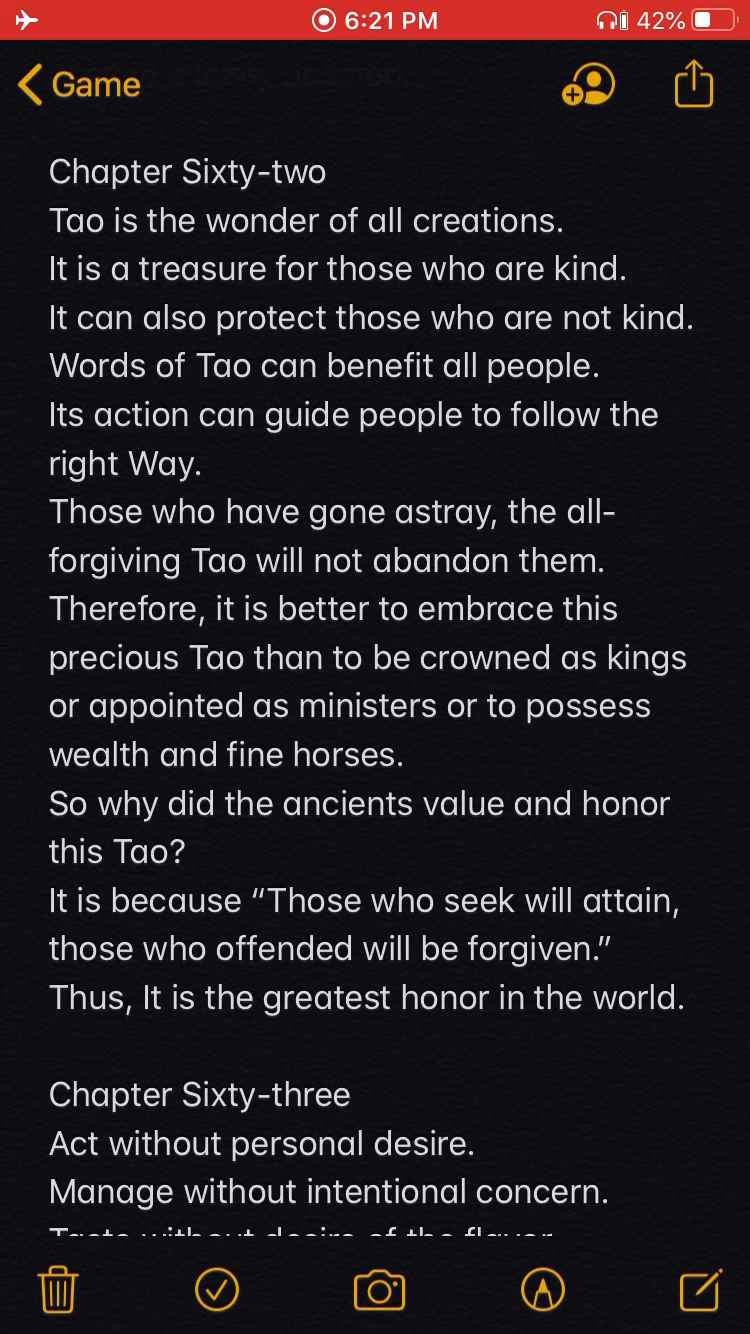 6:21 PM
42%
Game
Chapter Sixty-two
Tao is the wonder of all creations.
It is a treasure for those who are kind.
It can also protect those who are not kind.
Words of Tao can benefit all people.
Its action can guide people to follow the
right Way.
Those who have gone astray, the all-
forgiving Tao will not abandon them.
Therefore, it is better to embrace this
precious Tao than to be crowned as kings
or appointed as ministers or to possess
wealth and fine horses.
So why did the ancients value and honor
this Tao?
It is because “Those who seek will attain,
those who offended will be forgiven.”
Thus, It is the greatest honor in the world.
Chapter Sixty-three
Act without personal desire.
Manage without intentional concern.
Taste without desire of the flavor